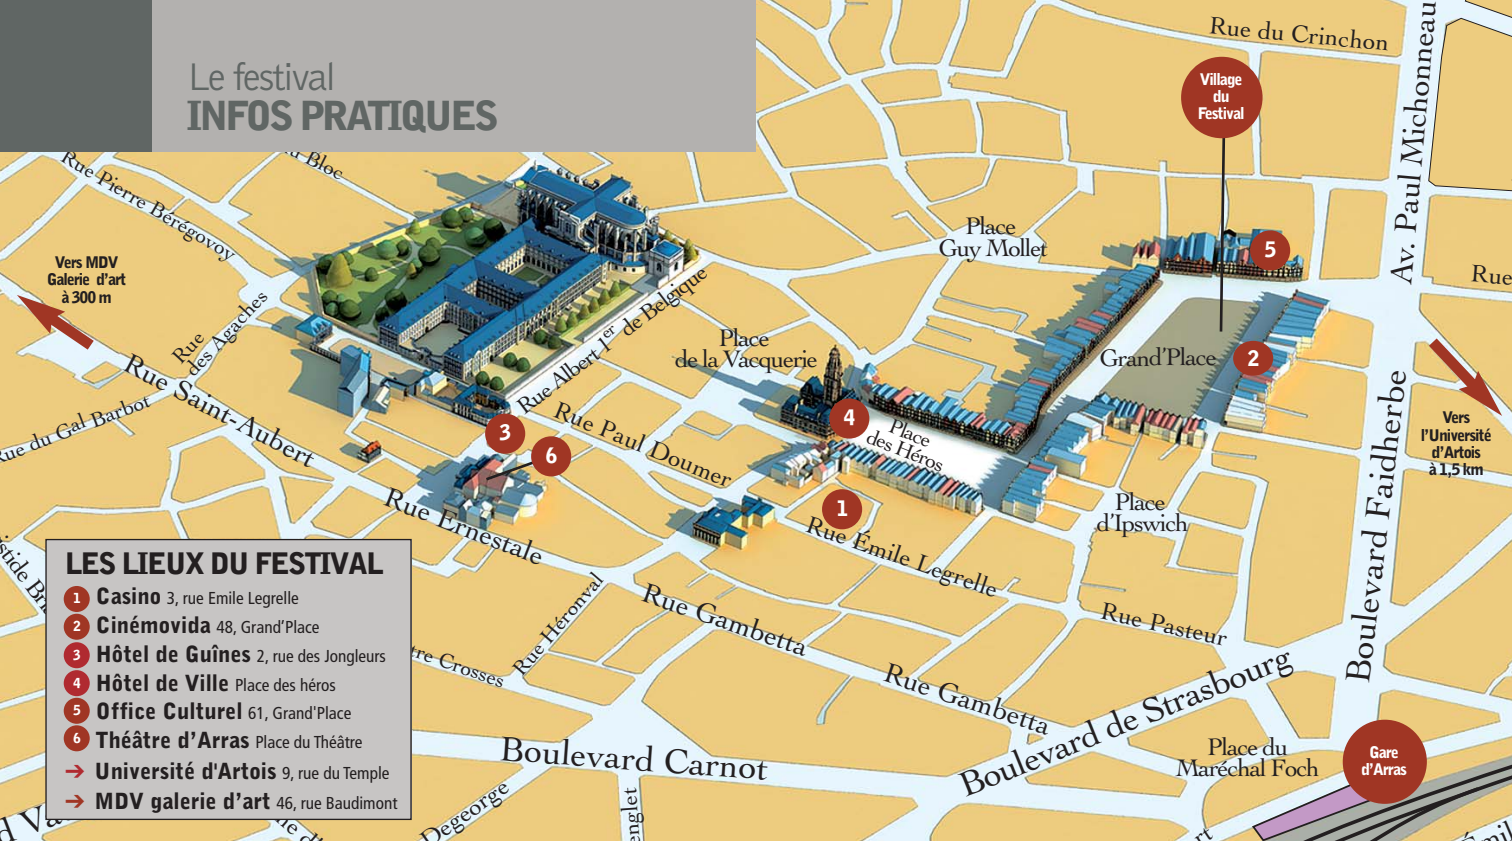 Le festival
INFOS PRATIQUES
Rue du Crinchon
Village
du
Festival
Av. Paul Michonneau
Bloc
Rue Pierre Bérégovoy
Vers MDV
Galerie d'art
à 300 m
Rue
des Agaches
Rue Saint-Aubert
Rue du Gal Barbot
Rue Albert 1er de Belgique
Place
Guy Mollet
5
Rue
Place
de la Vacquerie
Grand'Place
2
4
Place
des Héros
3
6
Rue Paul Doumer
Vers
l'Université
d'Artois
à 1,5 km
Boulevard Faidherbe
1
Rue Émile Legrelle
Place
d'Ipswich
Rue Ernestale
Rue Héronval
Rue Gambetta
Rue Pasteur
Rue Gambetta
Crosses
Boulevard de Strasbourg
Boulevard Carnot
Place du
Maréchal Foch
Gare
d'Arras
Degeorge
englet
LES LIEUX DU FESTIVAL
1 Casino 3, rue Emile Legrelle
2 Cinémovida 48, Grand'Place
3 Hôtel de Guînes 2, rue des Jongleurs
4 Hôtel de Ville Place des héros
5 Office Culturel 61, Grand'Place
6 Théâtre d'Arras Place du Théâtre
➔ Université d'Artois 9, rue du Temple
➔ MDV galerie d'art 46, rue Baudimont